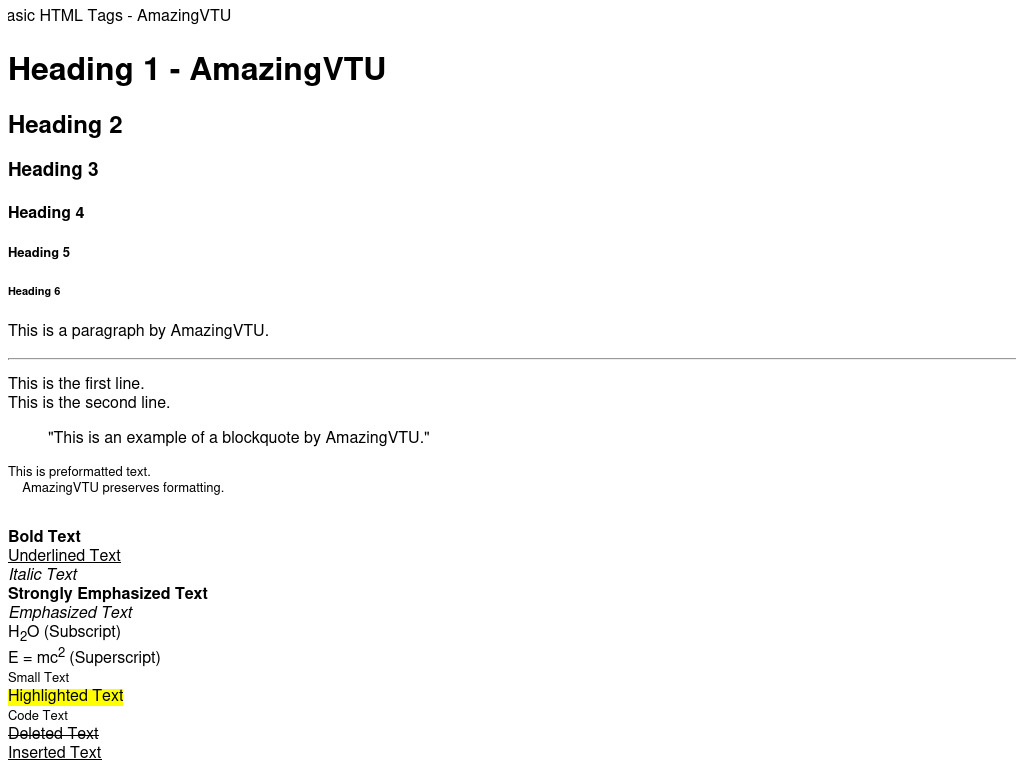 asic HTML Tags - AmazingVTU
Heading 1 - AmazingVTU
Heading 2
Heading 3
Heading 4
Heading 5
Heading 6
This is a paragraph by AmazingVTU.
This is the first line.
This is the second line.
"This is an example of a blockquote by AmazingVTU."
This is preformatted text.
AmazingVTU preserves formatting.
Bold Text
Underlined Text
Italic Text
Strongly Emphasized Text
Emphasized Text
H₂O (Subscript)
E = mc² (Superscript)
Small Text
Highlighted Text
Code Text
Deleted Text
Inserted Text